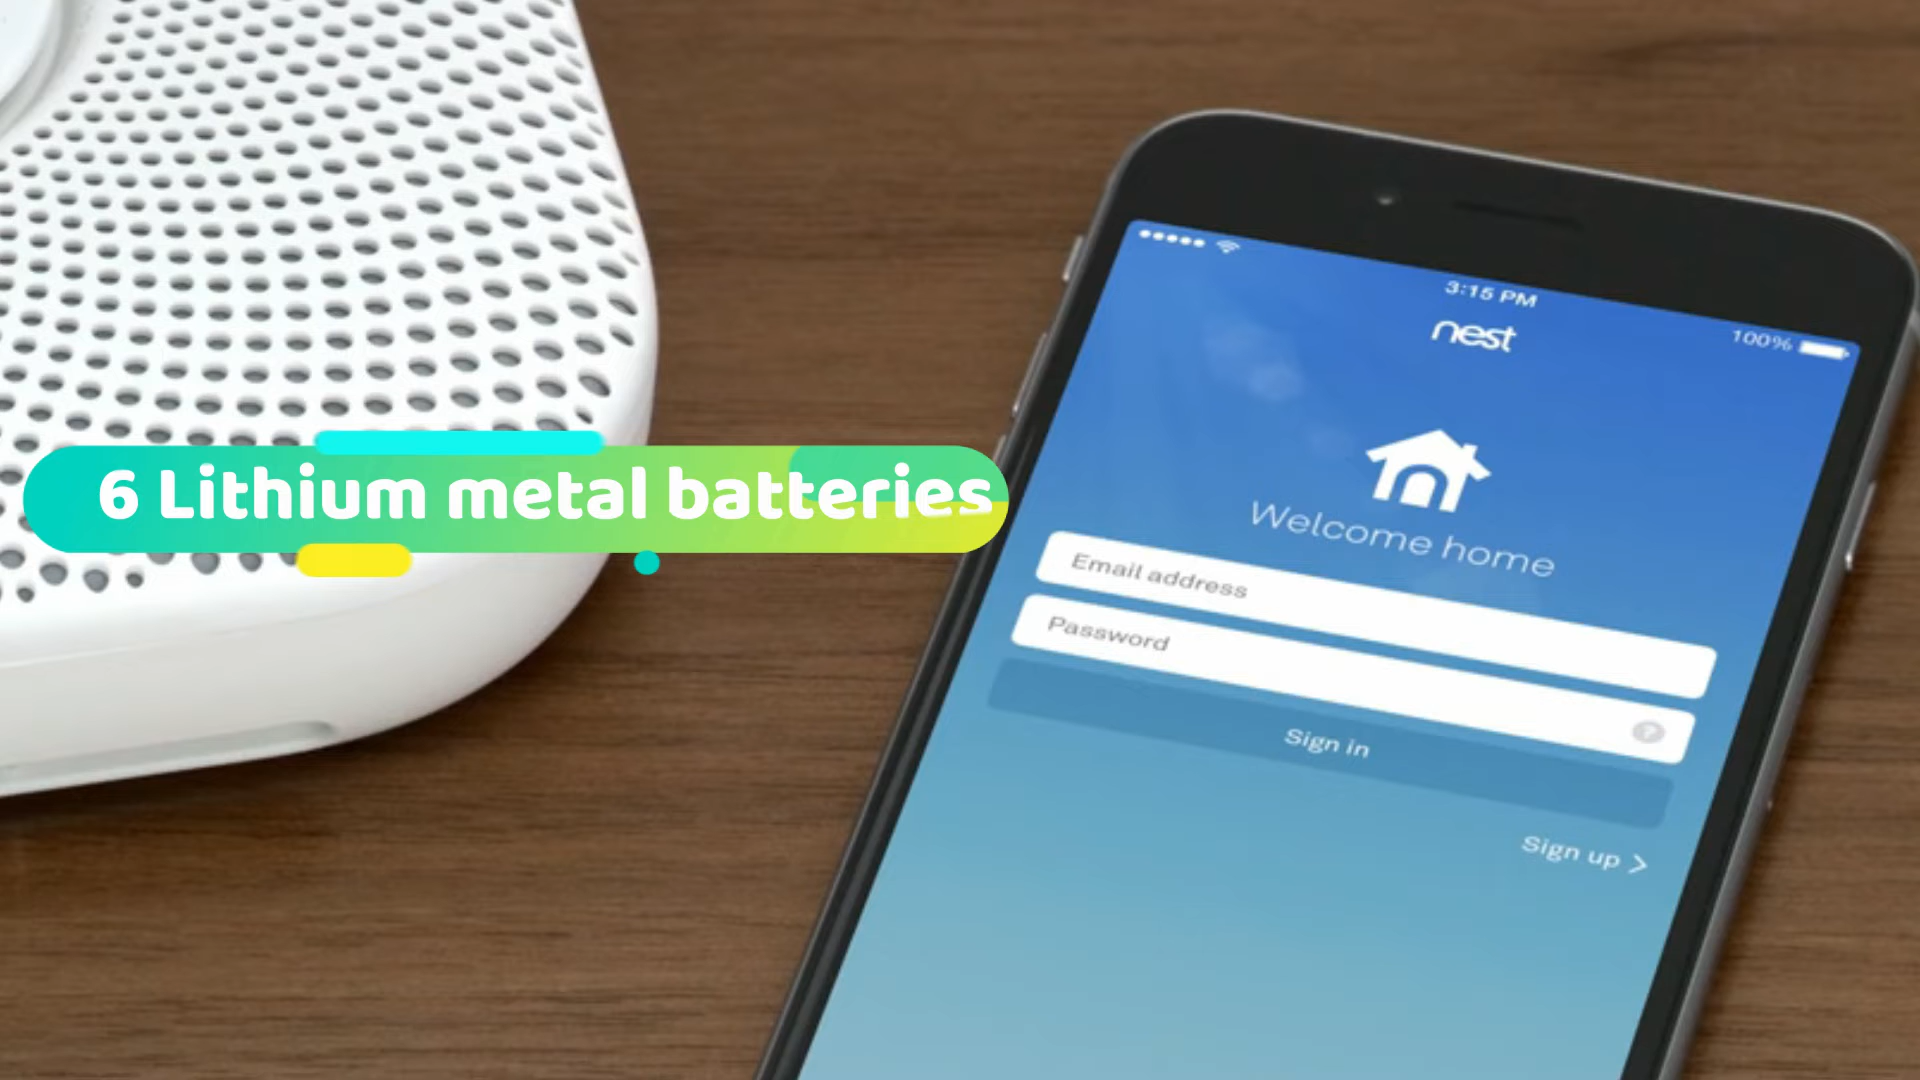 6 Lithium metal batteries
3:15 PM
100%
nest
Welcome home
Email address
Password
?
Sign in
Sign up >